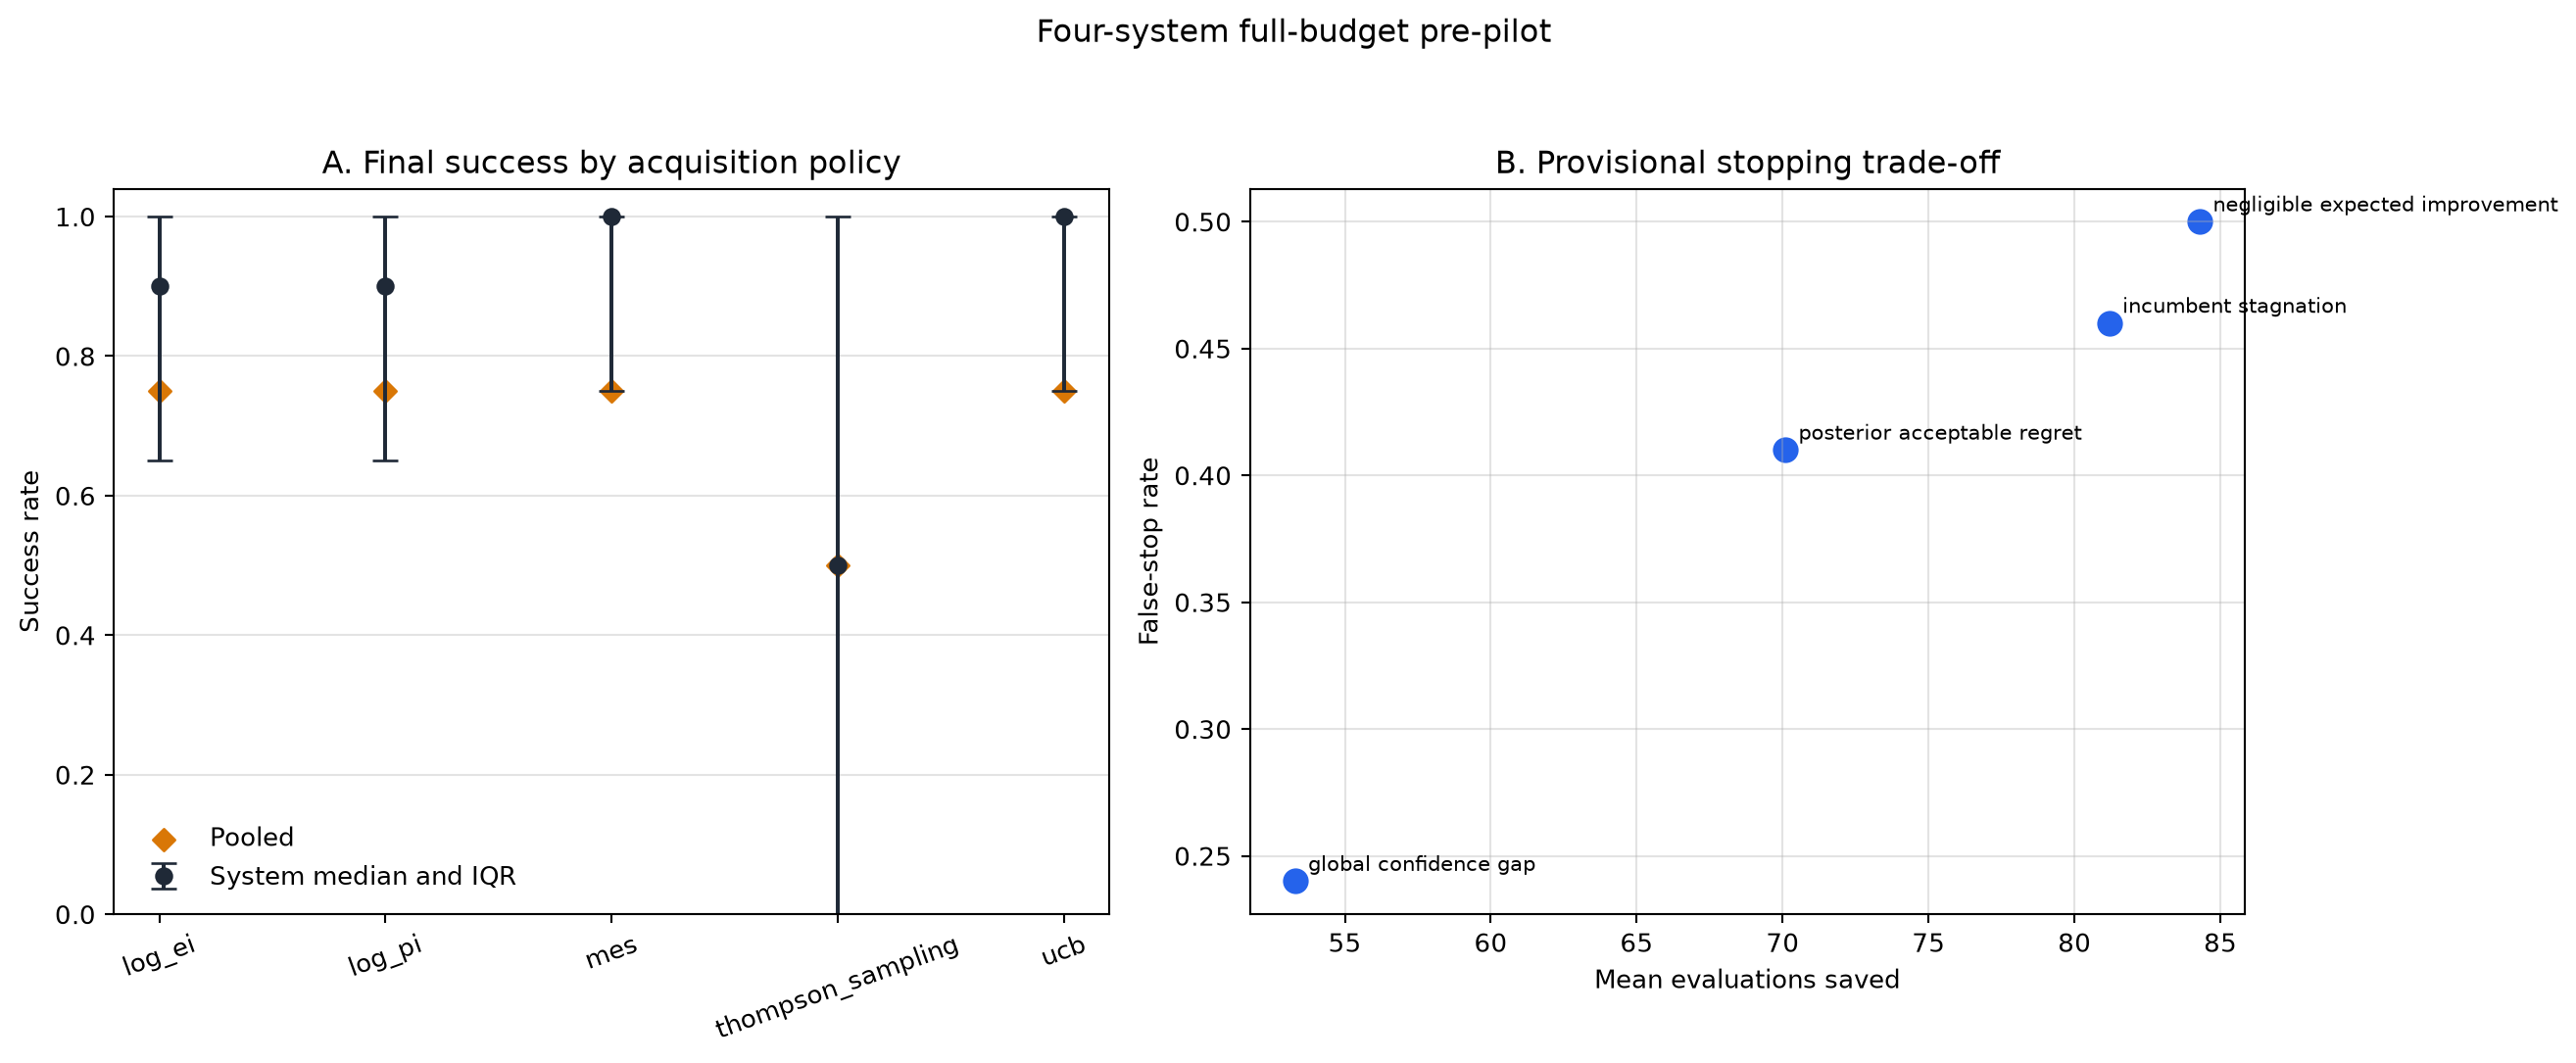 Four-system full-budget pre-pilot
A. Final success by acquisition policy
Success rate
1.0
0.8
0.6
0.4
0.2
0.0
Pooled
System median and IQR
log_ei
log_pi
mes
thompson_sampling
ucb
B. Provisional stopping trade-off
False-stop rate
0.50
0.45
0.40
0.35
0.30
0.25
negligible expected improvement
incumbent stagnation
posterior acceptable regret
global confidence gap
55
60
65
70
75
80
85
Mean evaluations saved